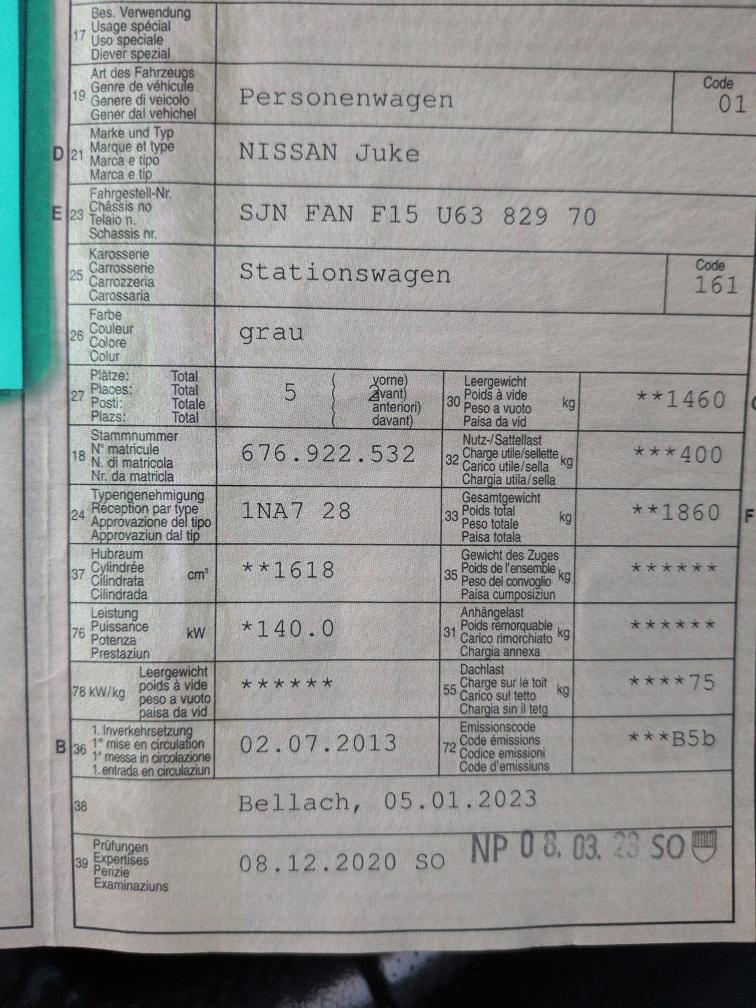 17 Bes. Verwendung
Usage spécial
Uso speciale
Diever spezial
19 Art des Fahrzeugs
Genre de véhicule
Genere di veicolo
Gener dal vehichel
Personenwagen
Code
01
D 21 Marke und Typ
Marque et type
Marca e tipo
Marca e tip
NISSAN Juke
E 23 Fahrgestell-Nr.
Châssis no
Telaio n.
Schassis nr.
SJN FAN F15 U63 829 70
25 Karosserie
Carrosserie
Carrozzeria
Carossaria
Stationswagen
Code
161
26 Farbe
Couleur
Colore
Colur
grau
27 Plätze: Total
Places: Total
Posti: Totale
Plazs: Total
5
( vorne)
( avant)
( anteriori)
( davant)
30 Leergewicht
Poids à vide
Peso a vuoto
Paisa da vid
kg
**1460
18 Stammnummer
N° matricule
N. di matricola
Nr. da matricla
676.922.532
32 Nutz-/Sattellast
Charge utile/sellette
Carico utile/sella
Chargia utila/sella
kg
***400
24 Typengenehmigung
Réception par type
Approvazione del tipo
Approvaziun dal tip
1NA7 28
33 Gesamtgewicht
Poids total
Peso totale
Paisa totala
kg
**1860
F
37 Hubraum
Cylindrée
Cilindrata
Cilindrada
cm³
**1618
35 Gewicht des Zuges
Poids de l'ensemble
Peso del convoglio
Paisa cumposiziun
kg
******
76 Leistung
Puissance
Potenza
Prestaziun
kW
*140.0
31 Anhängelast
Poids remorquable
Carico rimorchiato
Chargia annexa
kg
******
78 kW/kg Leergewicht
poids à vide
peso a vuoto
paisa da vid
******
55 Dachlast
Charge sur le toit
Carico sul tetto
Chargia sin il tetg
kg
****75
B 36 1. Inverkehrsetzung
1re mise en circulation
1a messa in circolazione
1. entrada en circulaziun
02.07.2013
72 Emissionscode
Code émissions
Codice emissioni
Code d'emissiuns
***B5b
38
Bellach, 05.01.2023
39 Prüfungen
Expertises
Perizie
Examinaziuns
08.12.2020 SO
NP 08. 03. 23 SO